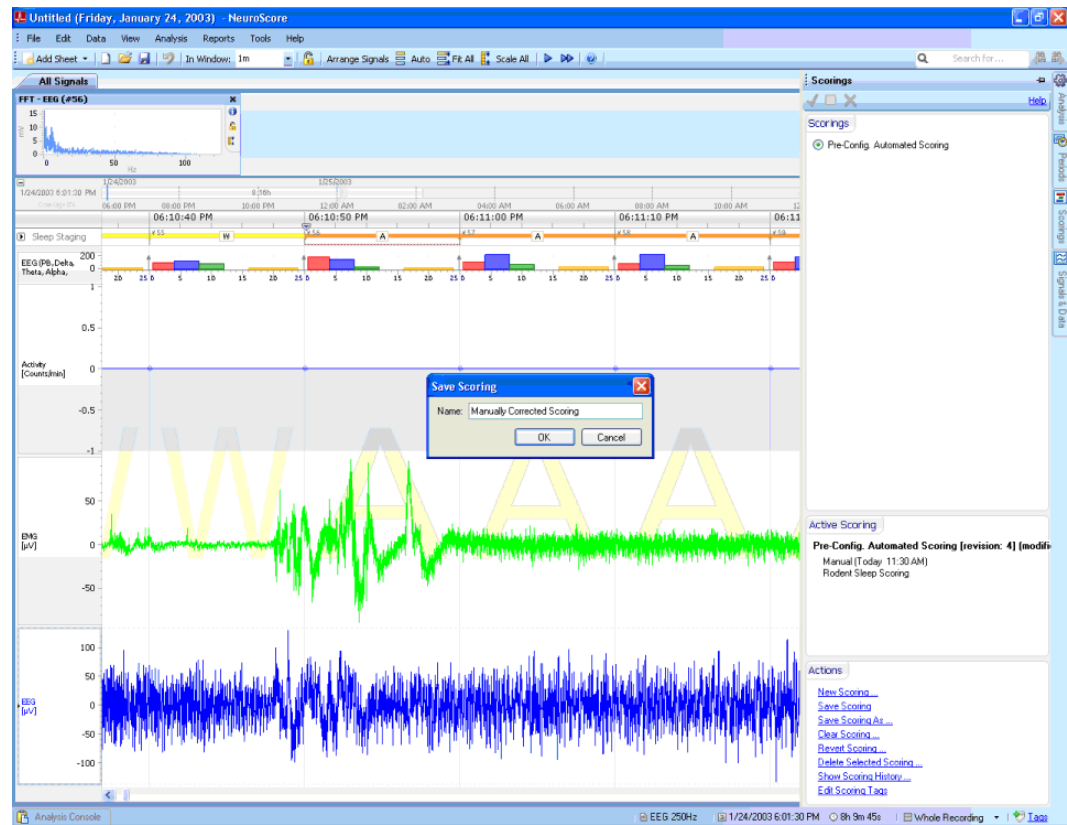 Untitled (Friday, January 24, 2003) - NeuroScore
File Edit Data View Analysis Reports Tools Help
Add Sheet In Window: 1m Arrange Signals Auto Fit All Scale All Search for...
All Signals
FFT - EEG (#56)
15
10
5
0
mV
0 50 100
Hz
1/24/2003 1/25/2003
1/24/2003 6:01:30 PM 8.16h
06:00 PM 08:00 PM 10:00 PM 12:00 AM 02:00 AM 04:00 AM 06:00 AM 08:00 AM 10:00 AM 12
06:10:40 PM 06:10:50 PM 06:11:00 PM 06:11:10 PM 06:11
Sleep Staging #55 W #56 A #57 A #58 A #59
EEG (PB, Delta, Theta, Alpha,
200
0
20 25 0 5 10 15 20 25 0 5 10 15 20 25 0 5 10 15 20 25 0 5 10 15 20 25 0
1
0.5
Activity
[Counts/min]
0
-0.5
-1
W A A A
50
EMG
[µV]
0
-50
100
50
EEG
[µV]
0
-50
-100
Save Scoring
Name: Manually Corrected Scoring
OK Cancel
Scorings
Help
Scorings
Pre-Config. Automated Scoring
Active Scoring
Pre-Config. Automated Scoring [revision: 4] (modifi
Manual (Today 11:30 AM)
Rodent Sleep Scoring
Actions
New Scoring ...
Save Scoring
Save Scoring As ...
Clear Scoring ...
Revert Scoring ...
Delete Selected Scoring ...
Show Scoring History ...
Edit Scoring Tags
Analysis
Periods
Scorings
Signals & Data
Analysis Console EEG 250Hz 1/24/2003 6:01:30 PM 8h 9m 45s Whole Recording Tags